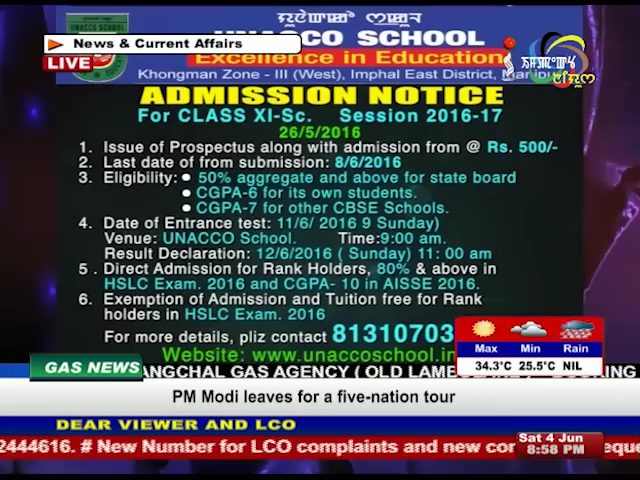 News & Current Affairs
LIVE
UNACCO SCHOOL
Excellence in Education
Khongman Zone - III (West), Imphal East District, Manipur
ADMISSION NOTICE
For CLASS XI-Sc. Session 2016-17
26/5/2016
1. Issue of Prospectus along with admission from @ Rs. 500/-
2. Last date of from submission: 8/6/2016
3. Eligibility: • 50% aggregate and above for state board
• CGPA-6 for its own students.
• CGPA-7 for other CBSE Schools.
4. Date of Entrance test: 11/6/ 2016 9 Sunday)
Venue: UNACCO School. Time:9:00 am.
Result Declaration: 12/6/2016 ( Sunday) 11: 00 am
5 . Direct Admission for Rank Holders, 80% & above in
HSLC Exam. 2016 and CGPA- 10 in AISSE 2016.
6. Exemption of Admission and Tuition free for Rank
holders in HSLC Exam. 2016
For more details, pliz contact 81310703
Website: www.unaccoschool.in
Max Min Rain
34.3°C 25.5°C NIL
GAS NEWS
ANGCHAL GAS AGENCY ( OLD
PM Modi leaves for a five-nation tour
DEAR VIEWER AND LCO
2444616. # New Number for LCO complaints and new
Sat 4 Jun
8:58 PM